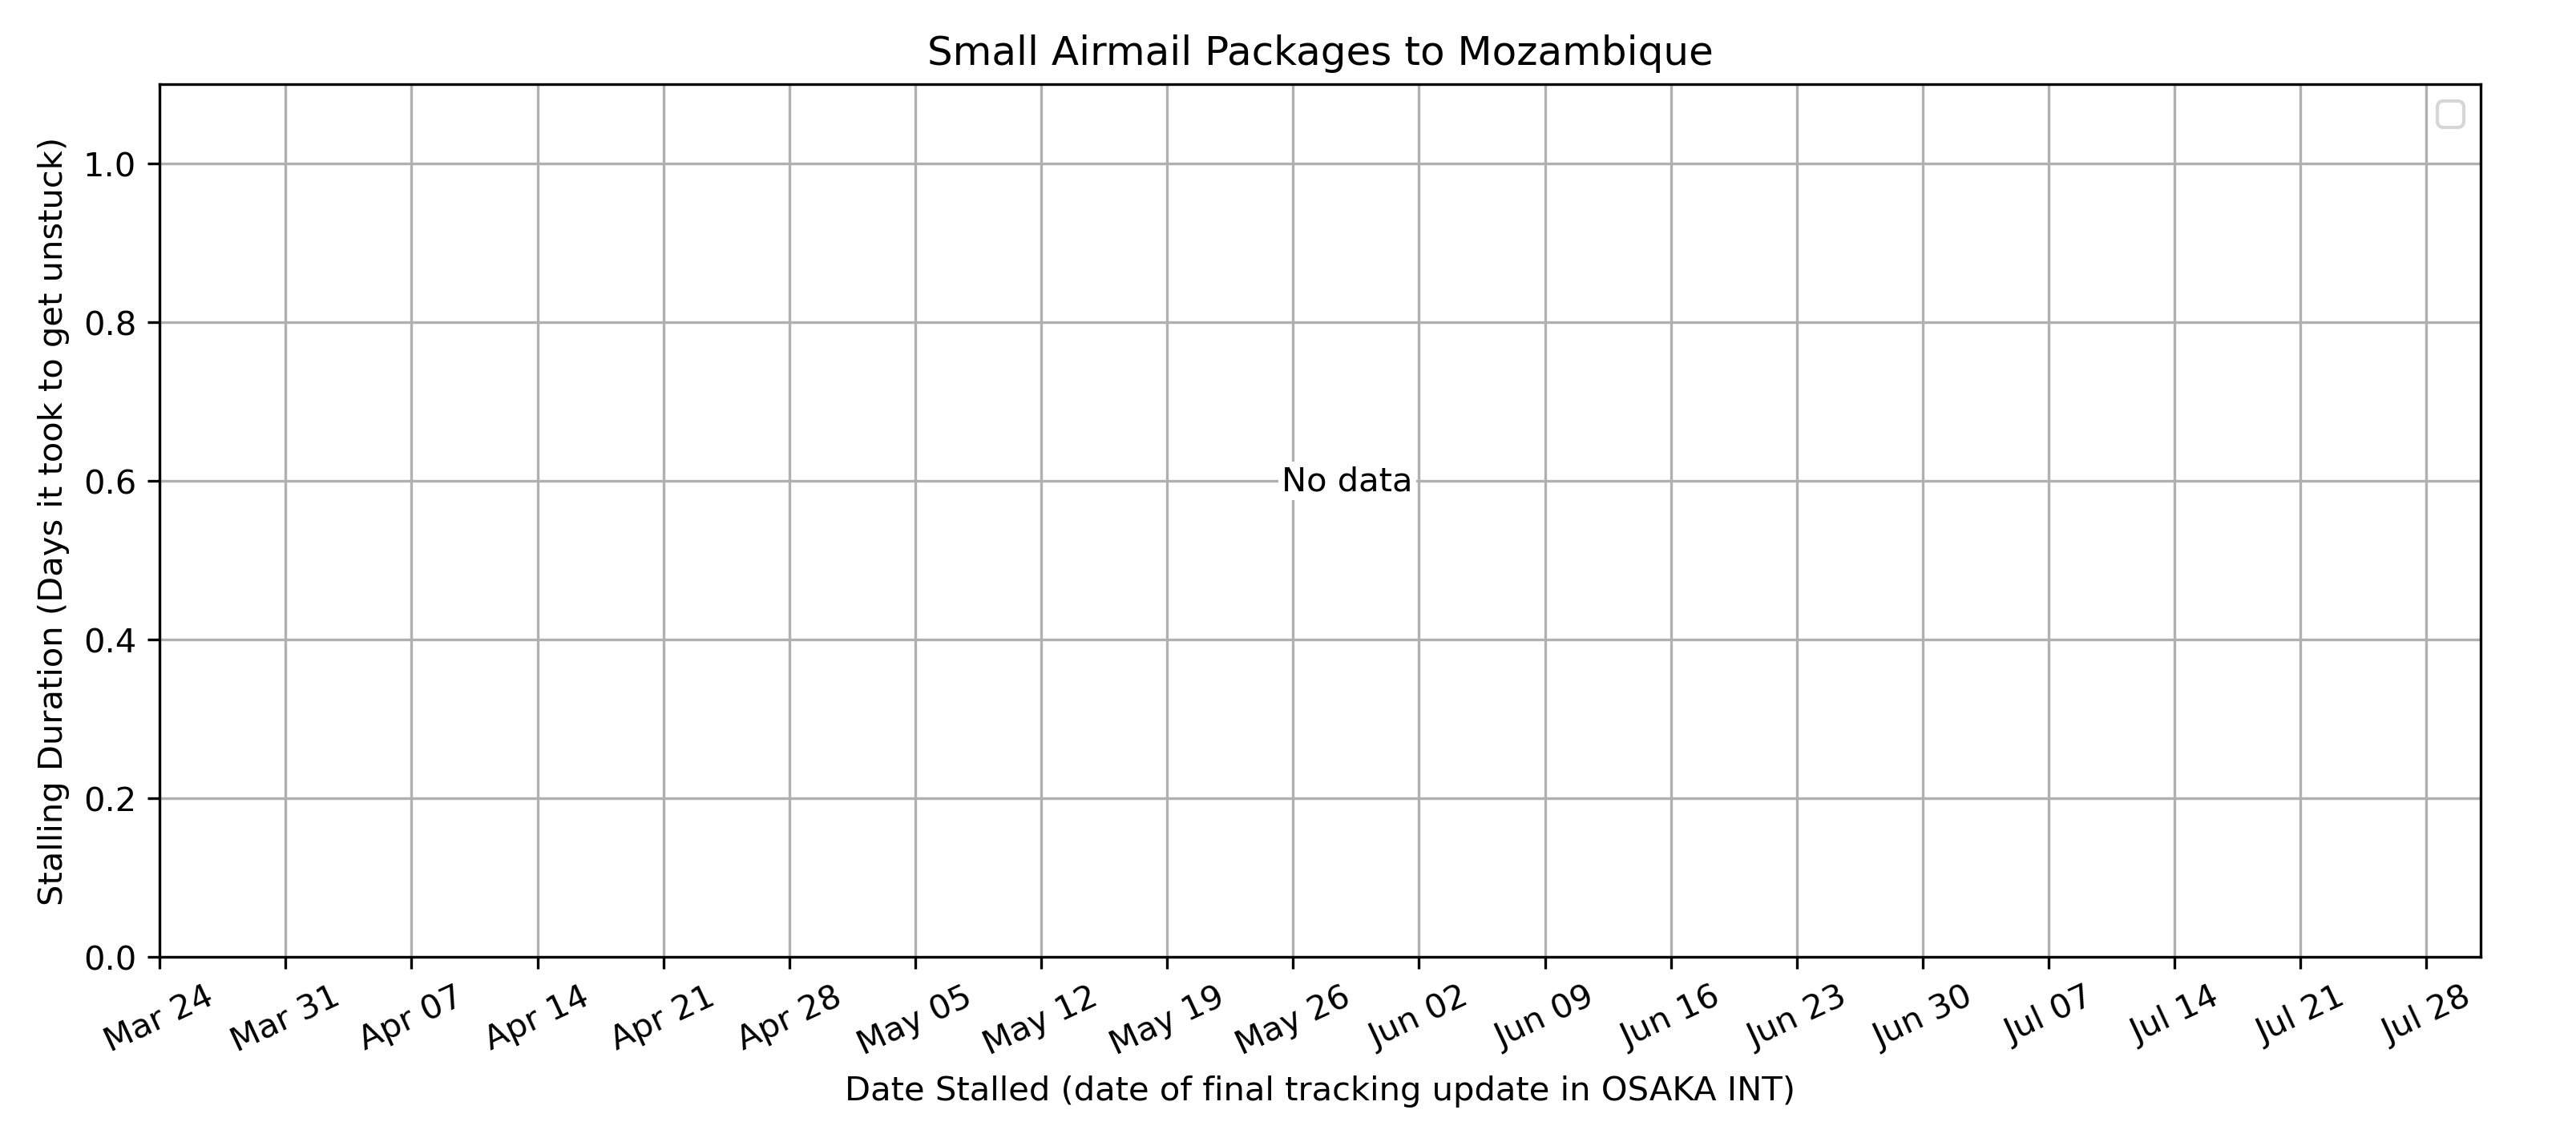 Small Airmail Packages to Mozambique
Stalling Duration (Days it took to get unstuck)
1.0
0.8
0.6
0.4
0.2
0.0
No data
Mar 24
Mar 31
Apr 07
Apr 14
Apr 21
Apr 28
May 05
May 12
May 19
May 26
Jun 02
Jun 09
Jun 16
Jun 23
Jun 30
Jul 07
Jul 14
Jul 21
Jul 28
Date Stalled (date of final tracking update in OSAKA INT)